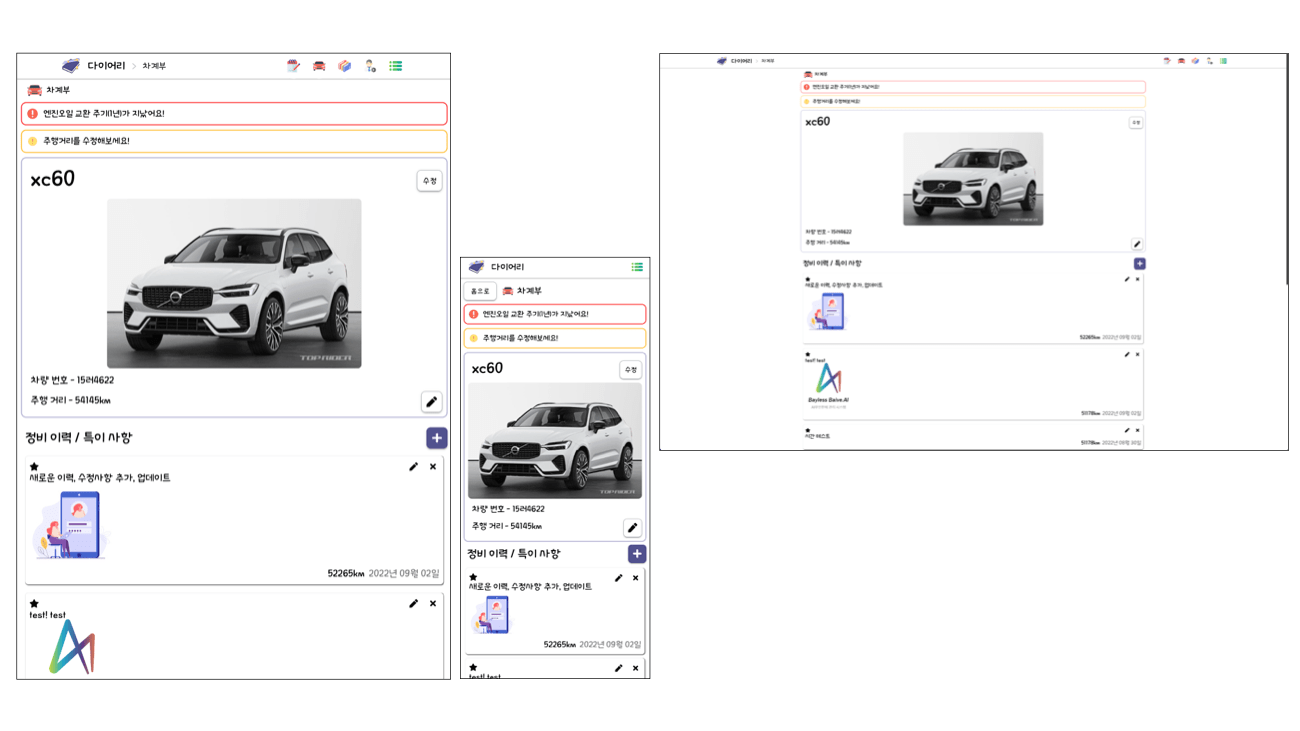 다이어리 > 차계부
차계부
엔진오일 교환 주기(1년)가 지났어요!
주행거리를 수정해보세요!
xc60
수정
TOPRIDER
차량 번호 - 15러4622
주행 거리 - 54145km
정비 이력 / 특이 사항
새로운 이력, 수정사항 추가, 업데이트
52265km 2022년 09월 02일
test! test
다이어리
홈으로
차계부
엔진오일 교환 주기(1년)가 지났어요!
주행거리를 수정해보세요!
xc60
수정
TOPRIDER
차량 번호 - 15러4622
주행 거리 - 54145km
정비 이력 / 특이 사항
새로운 이력, 수정사항 추가, 업데이트
52265km 2022년 09월 02일
test! test
다이어리 > 차계부
차계부
엔진오일 교환 주기(1년)가 지났어요!
주행거리를 수정해보세요!
xc60
수정
TOPRIDER
차량 번호 - 15러4622
주행 거리 - 54145km
정비 이력 / 특이 사항
새로운 이력, 수정사항 추가, 업데이트
52265km 2022년 09월 02일
test! test
51178km 2022년 09월 02일
51178km 2022년 09월 30일